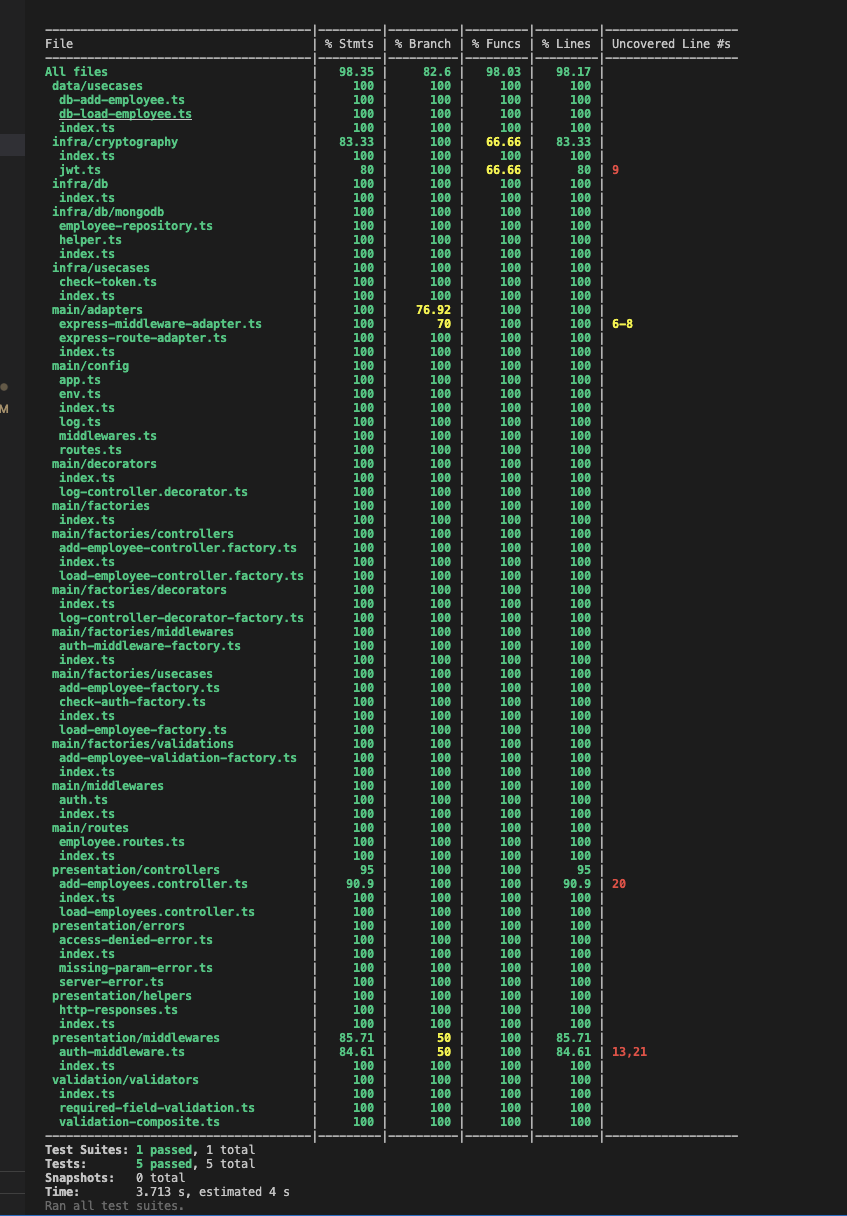 File | % Stmts | % Branch | % Funcs | % Lines | Uncovered Line #s
All files | 98.35 | 82.6 | 98.03 | 98.17 |
data/usecases | 100 | 100 | 100 | 100 |
db-add-employee.ts | 100 | 100 | 100 | 100 |
db-load-employee.ts | 100 | 100 | 100 | 100 |
index.ts | 100 | 100 | 100 | 100 |
infra/cryptography | 83.33 | 100 | 66.66 | 83.33 |
index.ts | 100 | 100 | 100 | 100 |
jwt.ts | 80 | 100 | 66.66 | 80 | 9
infra/db | 100 | 100 | 100 | 100 |
index.ts | 100 | 100 | 100 | 100 |
infra/db/mongodb | 100 | 100 | 100 | 100 |
employee-repository.ts | 100 | 100 | 100 | 100 |
helper.ts | 100 | 100 | 100 | 100 |
index.ts | 100 | 100 | 100 | 100 |
infra/usecases | 100 | 100 | 100 | 100 |
check-token.ts | 100 | 100 | 100 | 100 |
index.ts | 100 | 100 | 100 | 100 |
main/adapters | 100 | 76.92 | 100 | 100 |
express-middleware-adapter.ts | 100 | 70 | 100 | 100 | 6-8
express-route-adapter.ts | 100 | 100 | 100 | 100 |
index.ts | 100 | 100 | 100 | 100 |
main/config | 100 | 100 | 100 | 100 |
app.ts | 100 | 100 | 100 | 100 |
env.ts | 100 | 100 | 100 | 100 |
index.ts | 100 | 100 | 100 | 100 |
M
log.ts | 100 | 100 | 100 | 100 |
middlewares.ts | 100 | 100 | 100 | 100 |
routes.ts | 100 | 100 | 100 | 100 |
main/decorators | 100 | 100 | 100 | 100 |
index.ts | 100 | 100 | 100 | 100 |
log-controller.decorator.ts | 100 | 100 | 100 | 100 |
main/factories | 100 | 100 | 100 | 100 |
index.ts | 100 | 100 | 100 | 100 |
main/factories/controllers | 100 | 100 | 100 | 100 |
add-employee-controller.factory.ts | 100 | 100 | 100 | 100 |
index.ts | 100 | 100 | 100 | 100 |
load-employee-controller.factory.ts | 100 | 100 | 100 | 100 |
main/factories/decorators | 100 | 100 | 100 | 100 |
index.ts | 100 | 100 | 100 | 100 |
log-controller-decorator-factory.ts | 100 | 100 | 100 | 100 |
main/factories/middlewares | 100 | 100 | 100 | 100 |
auth-middleware-factory.ts | 100 | 100 | 100 | 100 |
index.ts | 100 | 100 | 100 | 100 |
main/factories/usecases | 100 | 100 | 100 | 100 |
add-employee-factory.ts | 100 | 100 | 100 | 100 |
check-auth-factory.ts | 100 | 100 | 100 | 100 |
index.ts | 100 | 100 | 100 | 100 |
load-employee-factory.ts | 100 | 100 | 100 | 100 |
main/factories/validations | 100 | 100 | 100 | 100 |
add-employee-validation-factory.ts | 100 | 100 | 100 | 100 |
index.ts | 100 | 100 | 100 | 100 |
main/middlewares | 100 | 100 | 100 | 100 |
auth.ts | 100 | 100 | 100 | 100 |
index.ts | 100 | 100 | 100 | 100 |
main/routes | 100 | 100 | 100 | 100 |
employee.routes.ts | 100 | 100 | 100 | 100 |
index.ts | 100 | 100 | 100 | 100 |
presentation/controllers | 95 | 100 | 100 | 95 |
add-employees.controller.ts | 90.9 | 100 | 100 | 90.9 | 20
index.ts | 100 | 100 | 100 | 100 |
load-employees.controller.ts | 100 | 100 | 100 | 100 |
presentation/errors | 100 | 100 | 100 | 100 |
access-denied-error.ts | 100 | 100 | 100 | 100 |
index.ts | 100 | 100 | 100 | 100 |
missing-param-error.ts | 100 | 100 | 100 | 100 |
server-error.ts | 100 | 100 | 100 | 100 |
presentation/helpers | 100 | 100 | 100 | 100 |
http-responses.ts | 100 | 100 | 100 | 100 |
index.ts | 100 | 100 | 100 | 100 |
presentation/middlewares | 85.71 | 50 | 100 | 85.71 |
auth-middleware.ts | 84.61 | 50 | 100 | 84.61 | 13,21
index.ts | 100 | 100 | 100 | 100 |
validation/validators | 100 | 100 | 100 | 100 |
index.ts | 100 | 100 | 100 | 100 |
required-field-validation.ts | 100 | 100 | 100 | 100 |
validation-composite.ts | 100 | 100 | 100 | 100 |
Test Suites: 1 passed, 1 total
Tests: 5 passed, 5 total
Snapshots: 0 total
Time: 3.713 s, estimated 4 s
Ran all test suites.